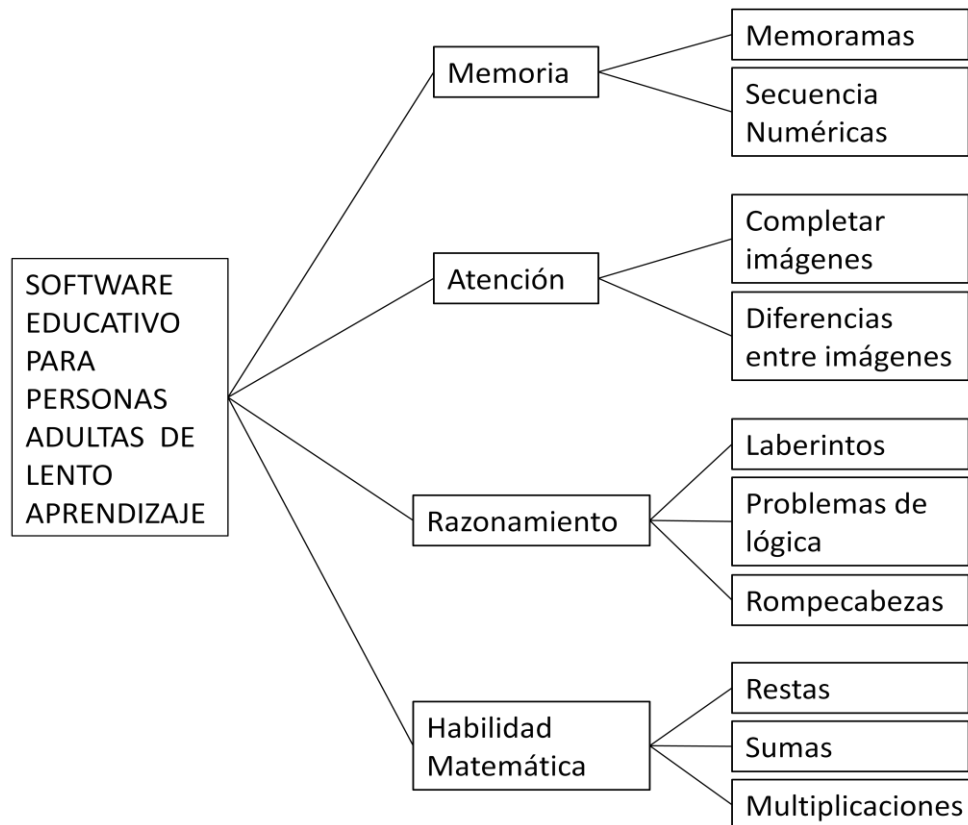 SOFTWARE
EDUCATIVO
PARA
PERSONAS
ADULTAS DE
LENTO
APRENDIZAJE
Memoria
Memoramas
Secuencia
Numéricas
Atención
Completar
imágenes
Diferencias
entre imágenes
Razonamiento
Laberintos
Problemas de
lógica
Rompecabezas
Habilidad
Matemática
Restas
Sumas
Multiplicaciones